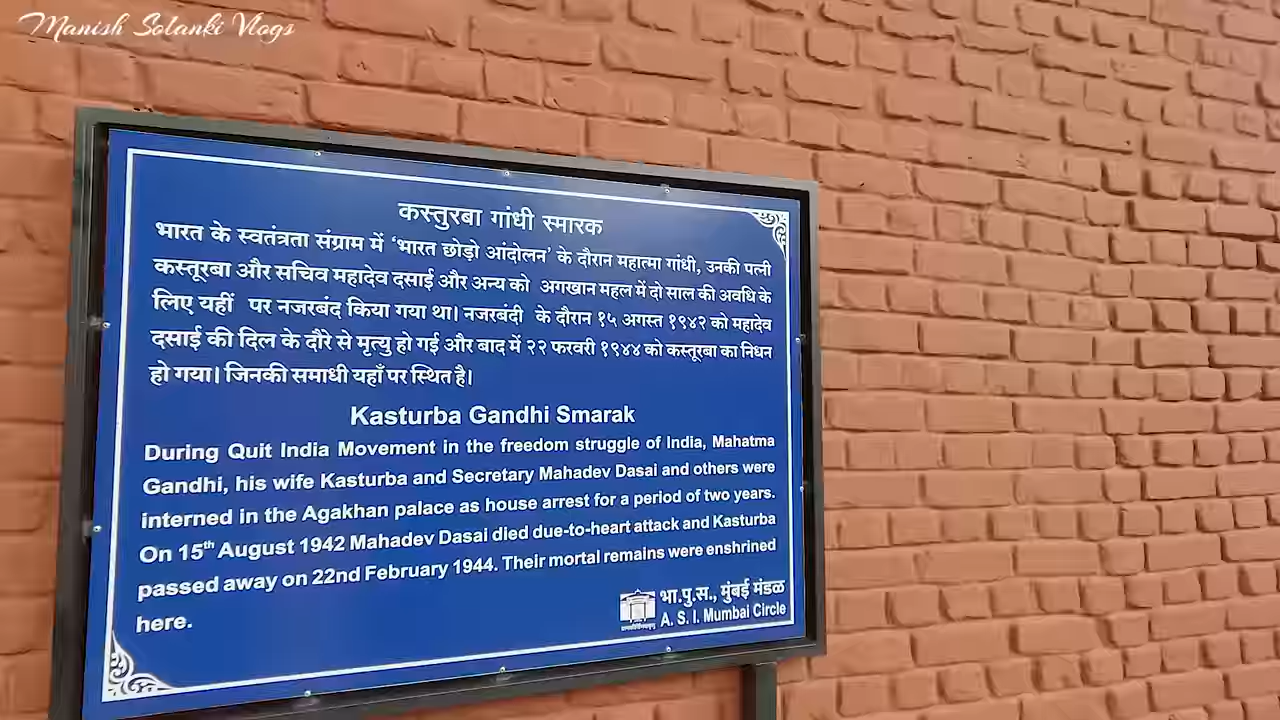 Manish Solanki Vlogs
कस्तुरबा गांधी स्मारक
भारत के स्वतंत्रता संग्राम में ‘भारत छोड़ो आंदोलन’ के दौरान महात्मा गांधी, उनकी पत्नी
कस्तूरबा और सचिव महादेव दसाई और अन्य को अगखान महल में दो साल की अवधि के
लिए यहीं पर नजरबंद किया गया था। नजरबंदी के दौरान १५ अगस्त १९४२ को महादेव
दसाई की दिल के दौरे से मृत्यु हो गई और बाद में २२ फरवरी १९४४ को कस्तूरबा का निधन
हो गया। जिनकी समाधी यहाँ पर स्थित है।
Kasturba Gandhi Smarak
During Quit India Movement in the freedom struggle of India, Mahatma
Gandhi, his wife Kasturba and Secretary Mahadev Dasai and others were
interned in the Agakhan palace as house arrest for a period of two years.
On 15th August 1942 Mahadev Dasai died due-to-heart attack and Kasturba
passed away on 22nd February 1944. Their mortal remains were enshrined
here.
भा.पु.स., मुंबई मंडळ
A. S. I. Mumbai Circle